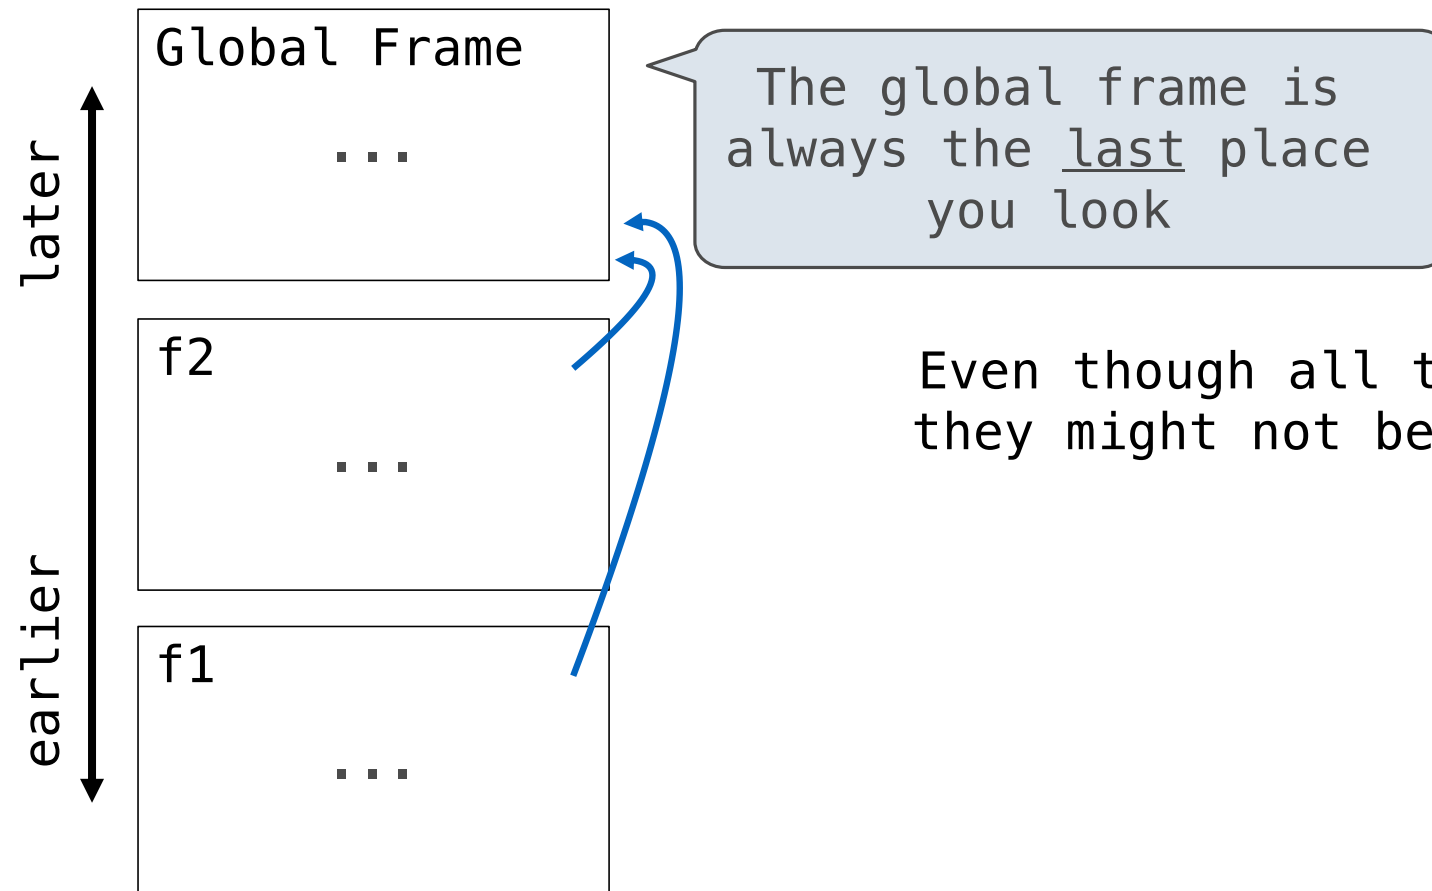 Global Frame
...
The global frame is
always the last place
you look
later
f2
...
Even though all
they might not be
earlier
f1
...